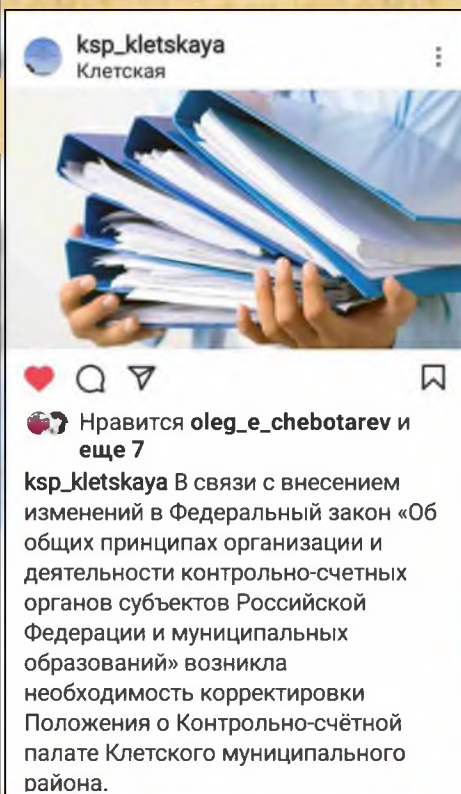 ksp_kletskaya
Клетская
Нравится oleg_e_chebotarev и
еще 7
ksp_kletskaya В связи с внесением
изменений в Федеральный закон «Об
общих принципах организации и
деятельности контрольно-счетных
органов субъектов Российской
Федерации и муниципальных
образований» возникла
необходимость корректировки
Положения о Контрольно-счётной
палате Клетского муниципального
района.